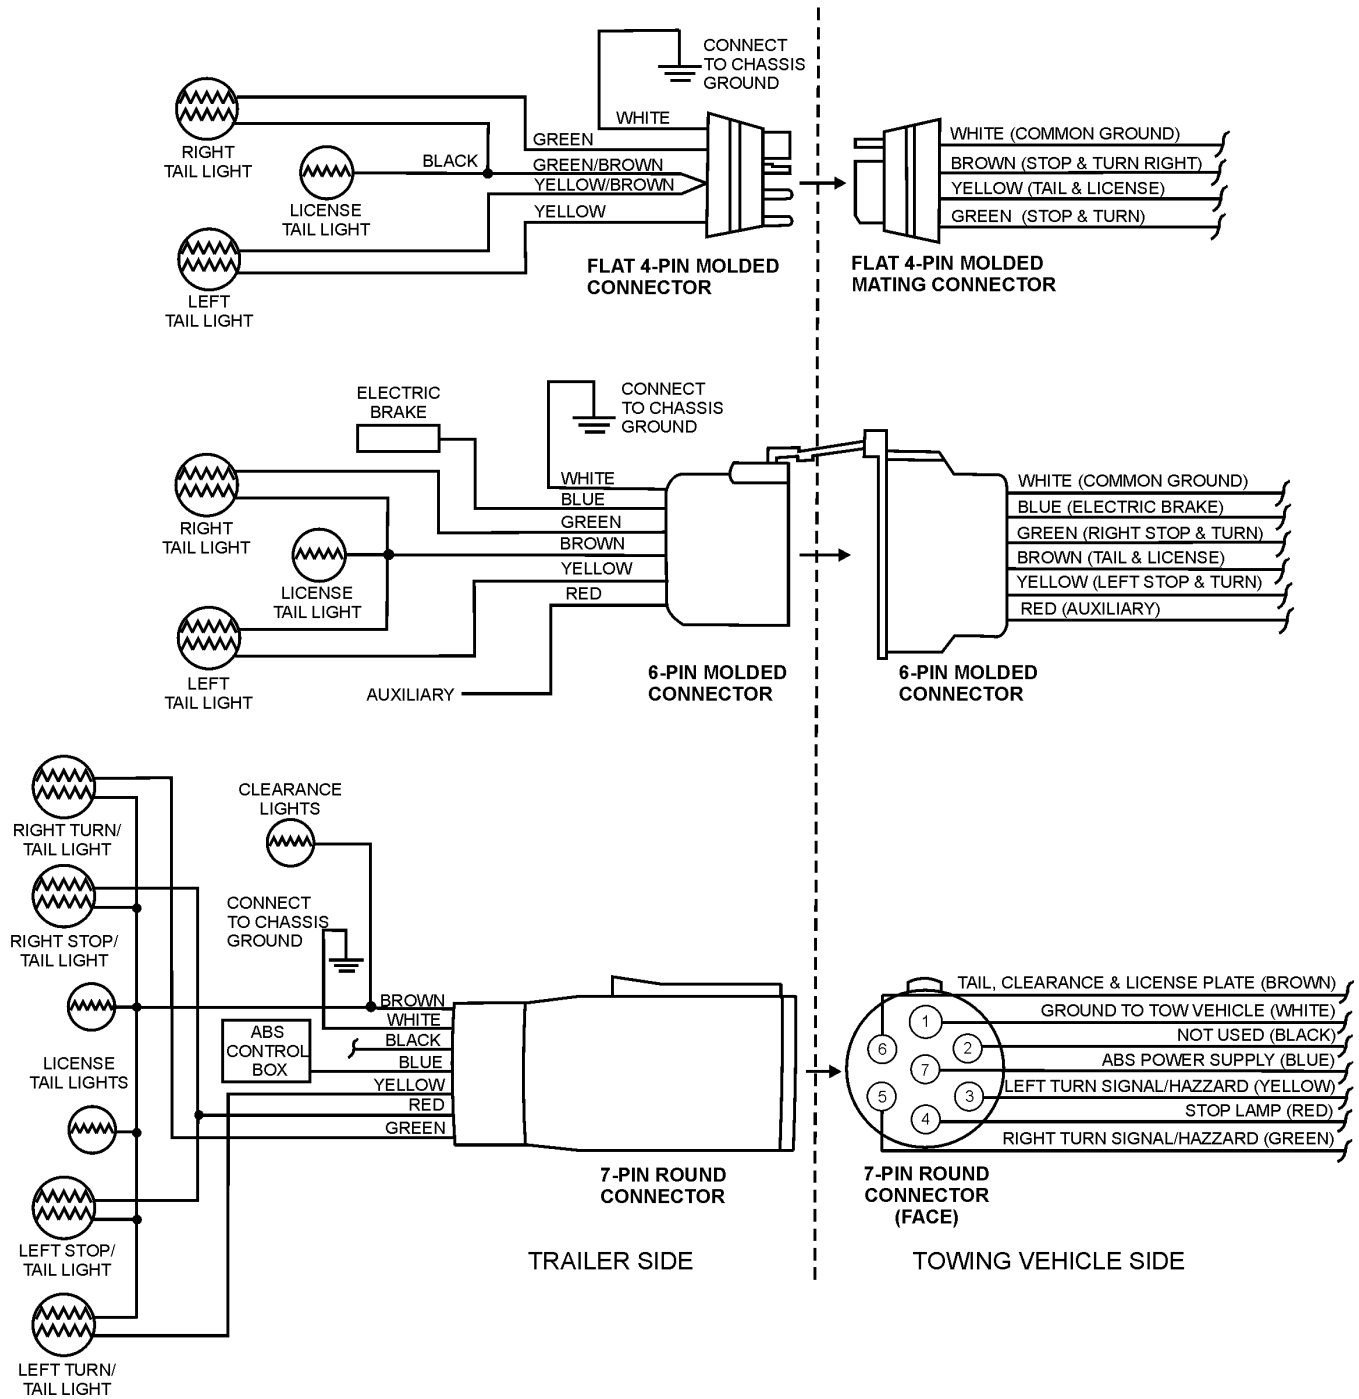 CONNECT
TO CHASSIS
GROUND
WHITE
GREEN
BLACK
GREEN/BROWN
YELLOW/BROWN
YELLOW
RIGHT
TAIL LIGHT
LICENSE
TAIL LIGHT
LEFT
TAIL LIGHT
FLAT 4-PIN MOLDED
CONNECTOR
WHITE (COMMON GROUND)
BROWN (STOP & TURN RIGHT)
YELLOW (TAIL & LICENSE)
GREEN (STOP & TURN)
FLAT 4-PIN MOLDED
MATING CONNECTOR
ELECTRIC
BRAKE
CONNECT
TO CHASSIS
GROUND
WHITE
BLUE
GREEN
BROWN
YELLOW
RED
RIGHT
TAIL LIGHT
LICENSE
TAIL LIGHT
LEFT
TAIL LIGHT
AUXILIARY
6-PIN MOLDED
CONNECTOR
WHITE (COMMON GROUND)
BLUE (ELECTRIC BRAKE)
GREEN (RIGHT STOP & TURN)
BROWN (TAIL & LICENSE)
YELLOW (LEFT STOP & TURN)
RED (AUXILIARY)
6-PIN MOLDED
CONNECTOR
RIGHT TURN/
TAIL LIGHT
RIGHT STOP/
TAIL LIGHT
LICENSE
TAIL LIGHTS
LEFT STOP/
TAIL LIGHT
LEFT TURN/
TAIL LIGHT
CLEARANCE
LIGHTS
CONNECT
TO CHASSIS
GROUND
ABS
CONTROL
BOX
BROWN
WHITE
BLACK
BLUE
YELLOW
RED
GREEN
7-PIN ROUND
CONNECTOR
1
2
3
4
5
6
7
TAIL, CLEARANCE & LICENSE PLATE (BROWN)
GROUND TO TOW VEHICLE (WHITE)
NOT USED (BLACK)
ABS POWER SUPPLY (BLUE)
LEFT TURN SIGNAL/HAZZARD (YELLOW)
STOP LAMP (RED)
RIGHT TURN SIGNAL/HAZZARD (GREEN)
7-PIN ROUND
CONNECTOR
(FACE)
TRAILER SIDE
TOWING VEHICLE SIDE